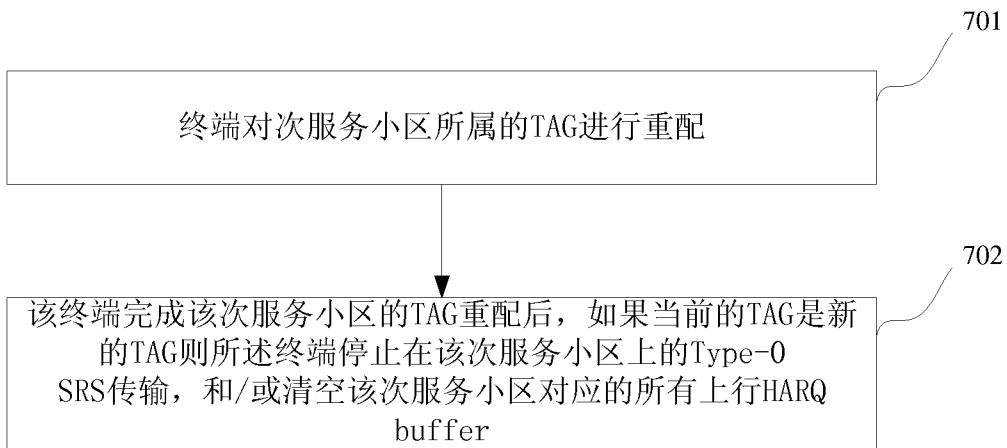 701
终端对次服务小区所属的TAG进行重配
702
该终端完成该次服务小区的TAG重配后，如果当前的TAG是新
的TAG则所述终端停止在该次服务小区上的Type-0
SRS传输，和/或清空该次服务小区对应的所有上行HARQ
buffer